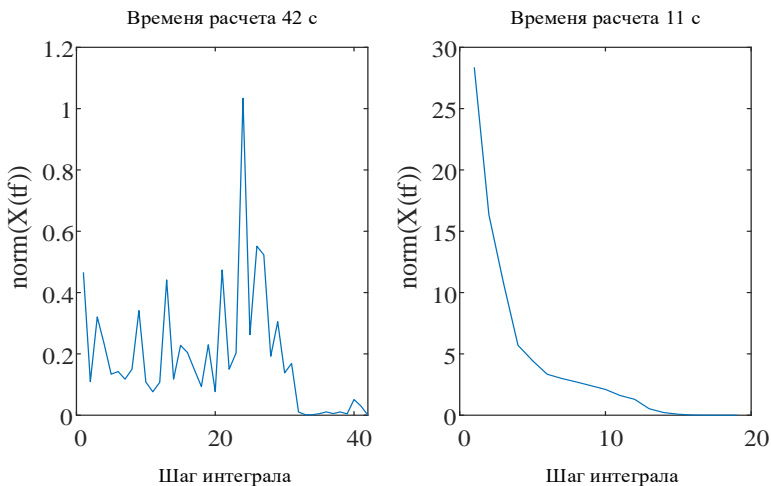 Временя расчета 42 с
1.2
1
0.8
0.6
0.4
0.2
0
norm(X(tf))
0 20 40
Шаг интеграла
Временя расчета 11 с
30
25
20
15
10
5
0
norm(X(tf))
0 10 20
Шаг интеграла